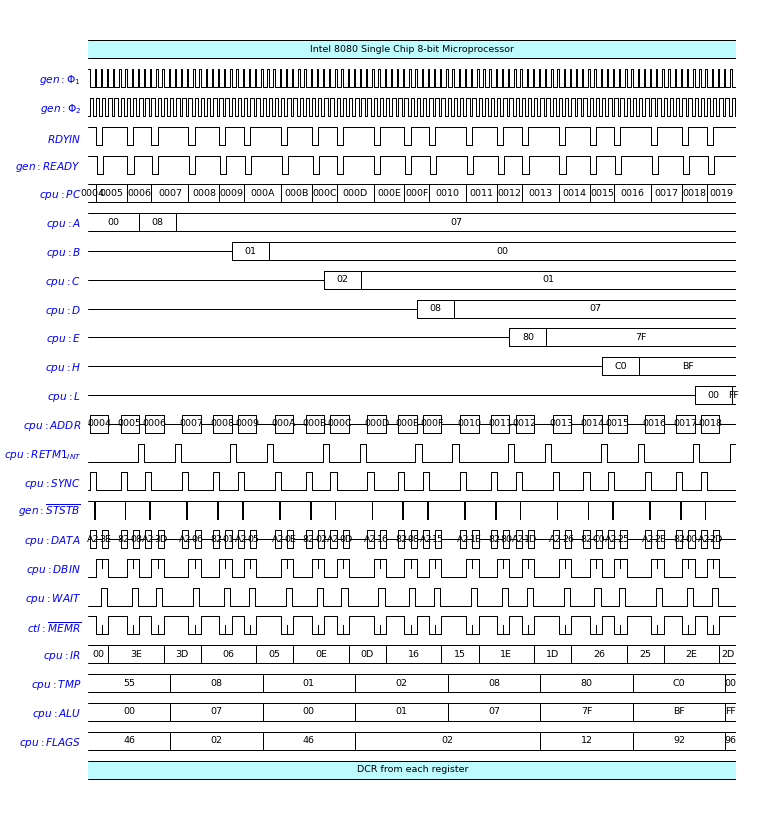 Intel 8080 Single Chip 8-bit Microprocessor
gen : Φ1
gen : Φ2
RDYIN
gen : READY
cpu : PC 0004 0005 0006 0007 0008 0009 000A 000B 000C 000D 000E 000F 0010 0011 0012 0013 0014 0015 0016 0017 0018 0019
cpu : A 00 08 07
cpu : B 01 00
cpu : C 02 01
cpu : D 08 07
cpu : E 80 7F
cpu : H C0 BF
cpu : L 00 FF
cpu : ADDR 0004 0005 0006 0007 0008 0009 000A 000B 000C 000D 000E 000F 0010 0011 0012 0013 0014 0015 0016 0017 0018
cpu : RETM1INT
cpu : SYNC
gen : STSTB
cpu : DATA A2 3E 82 08 A2 3D A2 06 82 01 A2 05 A2 0E 82 02 A2 0D A2 16 82 08 A2 15 A2 1E 82 80 A2 1D A2 26 82 C0 A2 25 A2 2E 82 00 A2 2D
cpu : DBIN
cpu : WAIT
ctl : MEMR
cpu : IR 00 3E 3D 06 05 0E 0D 16 15 1E 1D 26 25 2E 2D
cpu : TMP 55 08 01 02 08 80 C0 00
cpu : ALU 00 07 00 01 07 7F BF FF
cpu : FLAGS 46 02 46 02 12 92 96
DCR from each register